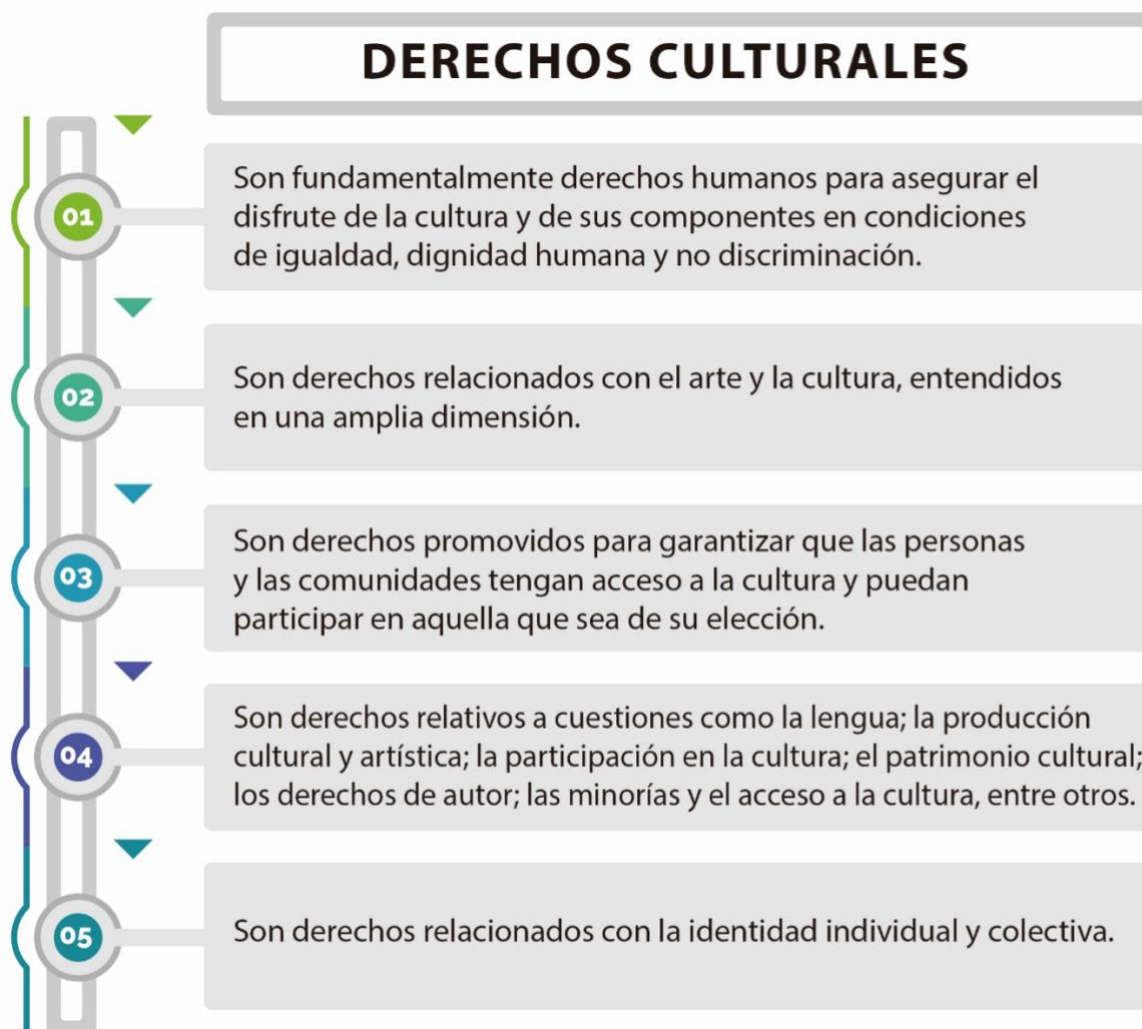 DERECHOS CULTURALES
01
Son fundamentalmente derechos humanos para asegurar el
disfrute de la cultura y de sus componentes en condiciones
de igualdad, dignidad humana y no discriminación.
02
Son derechos relacionados con el arte y la cultura, entendidos
en una amplia dimensión.
03
Son derechos promovidos para garantizar que las personas
y las comunidades tengan acceso a la cultura y puedan
participar en aquella que sea de su elección.
04
Son derechos relativos a cuestiones como la lengua; la producción
cultural y artística; la participación en la cultura; el patrimonio cultural;
los derechos de autor; las minorías y el acceso a la cultura, entre otros.
05
Son derechos relacionados con la identidad individual y colectiva.